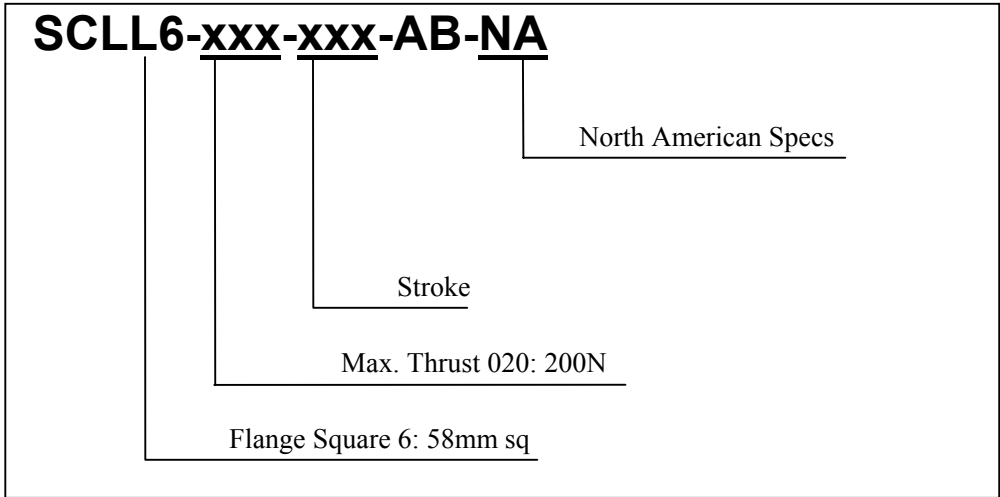 SCLL6-xxx-xxx-AB-NA
North American Specs
Stroke
Max. Thrust 020: 200N
Flange Square 6: 58mm sq